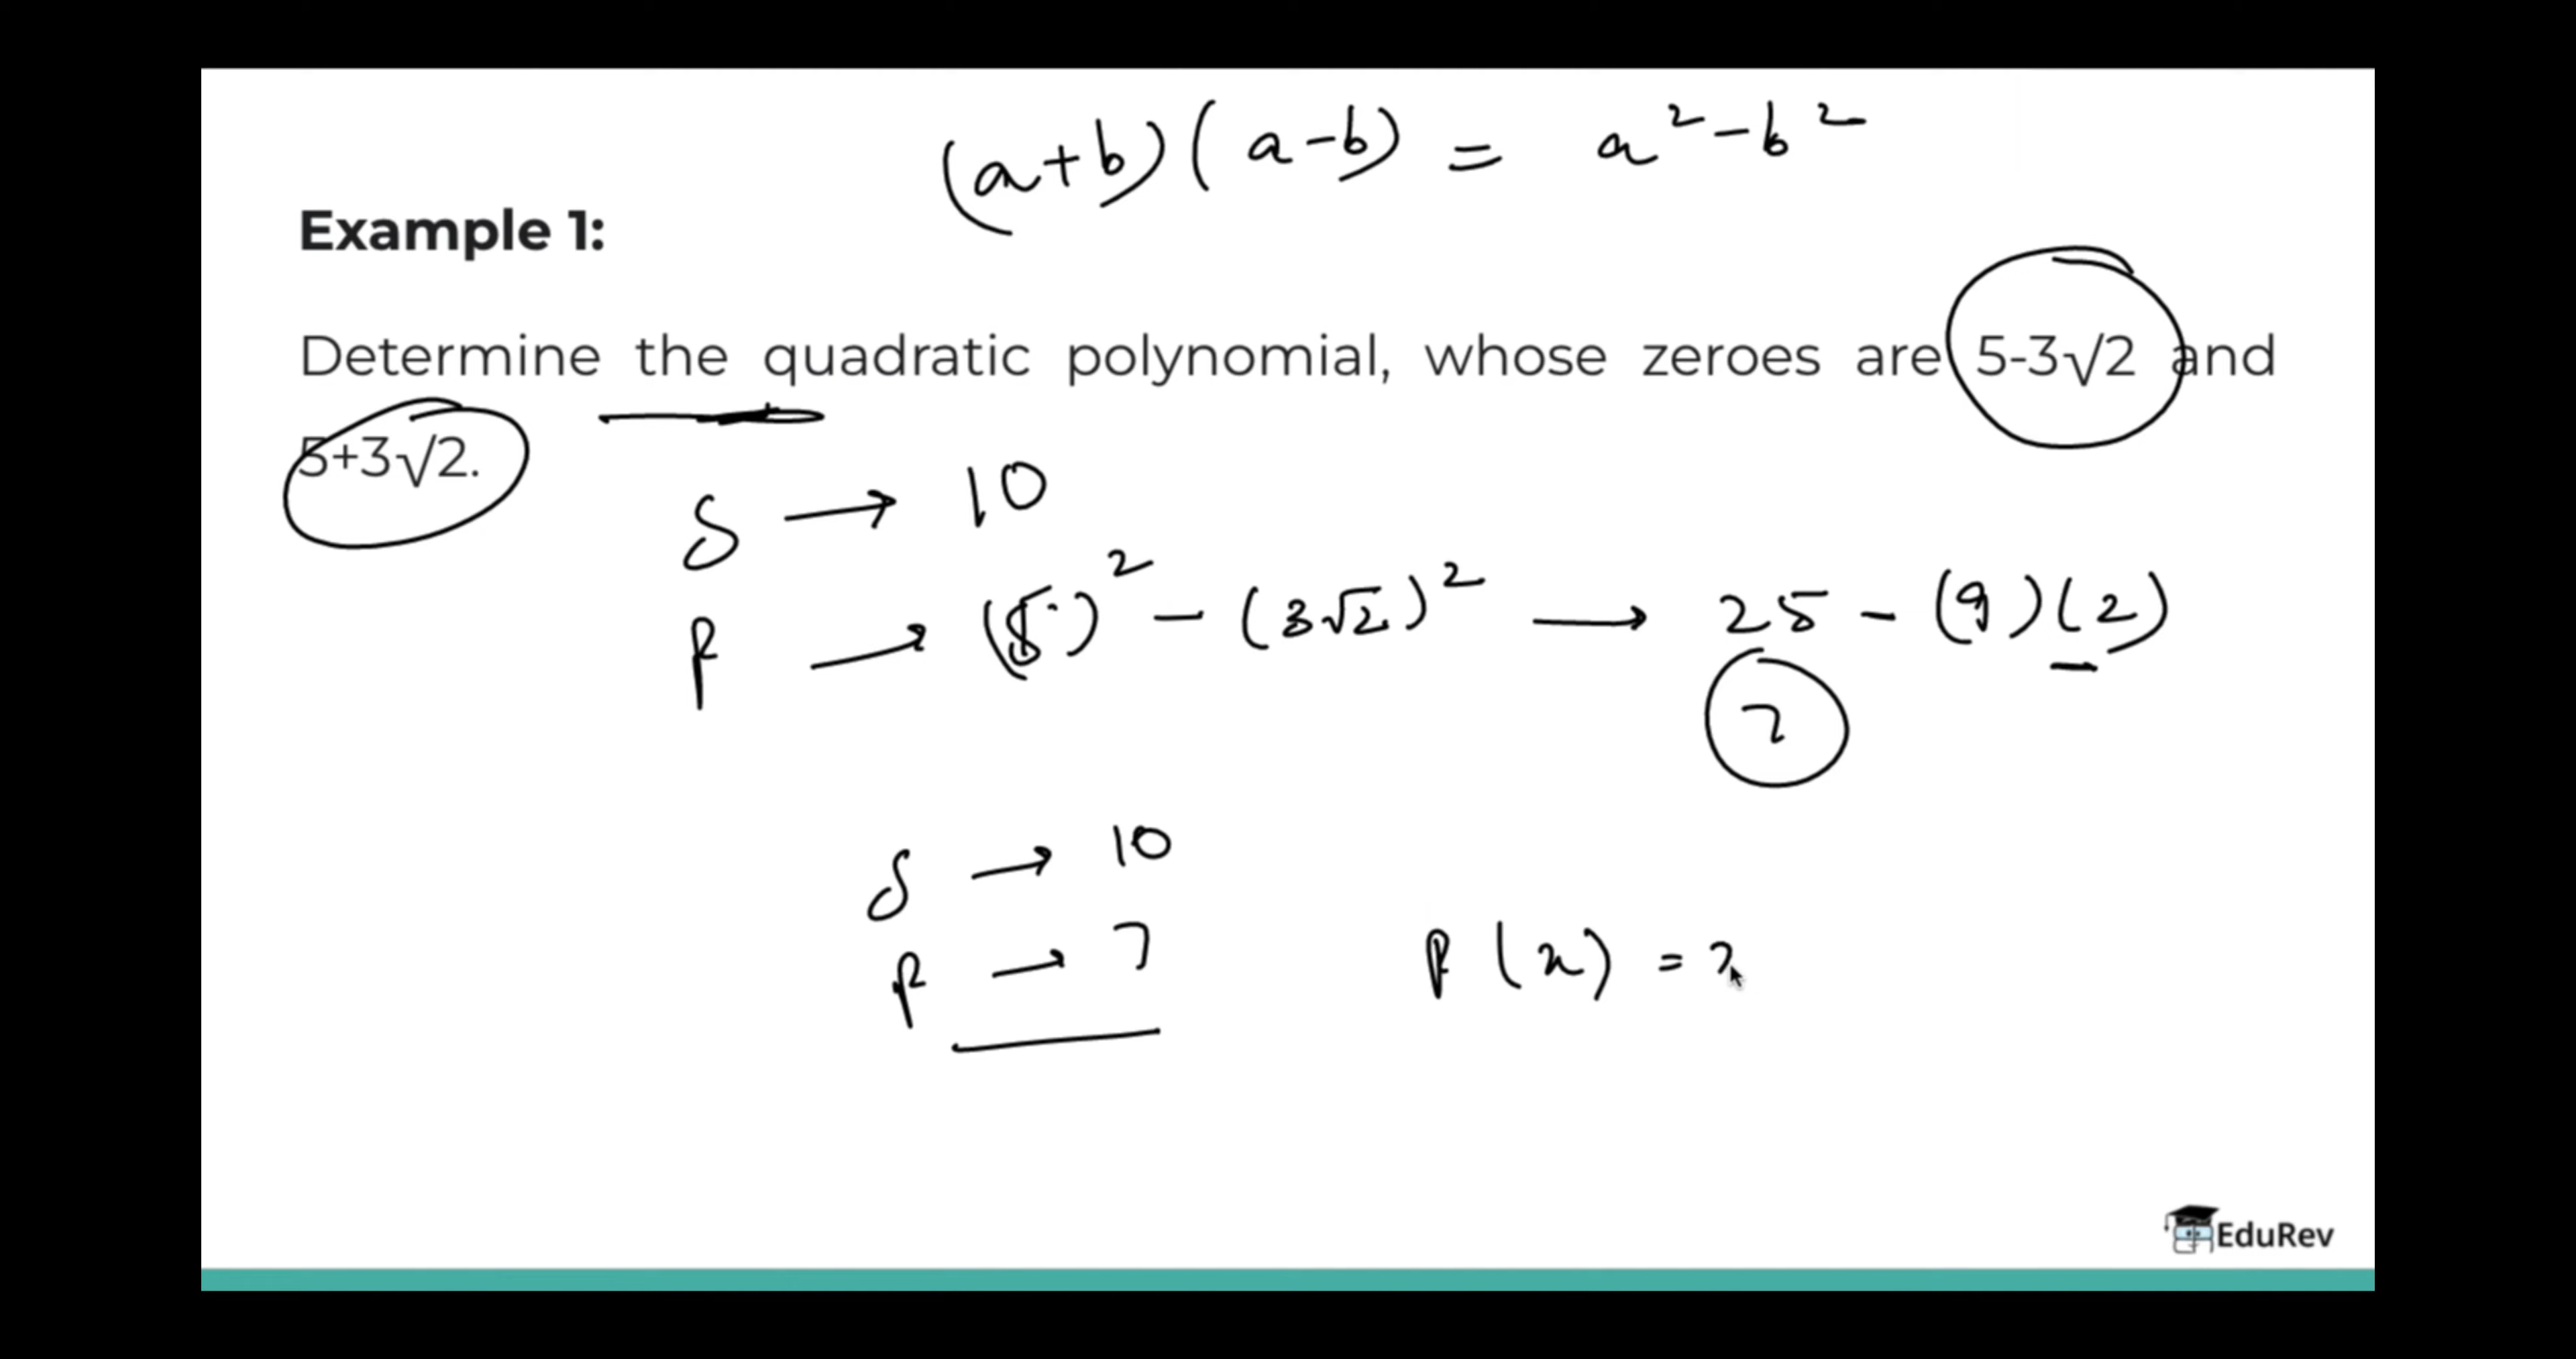 (a+b)(a-b) = a²-b²
Example 1:
Determine the quadratic polynomial, whose zeroes are 5-3√2 and
5+3√2.
S → 10
P → (5)² - (3√2)² → 25 - (9)(2)
7
S → 10
P → 7
P(x) =
EduRev